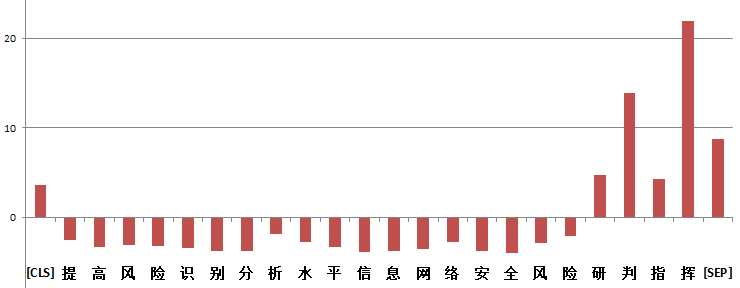 20
10
0
[CLS] 提 高 风 险 识 别 分 析 水 平 信 息 网 络 安 全 风 险 研 判 指 挥 [SEP]